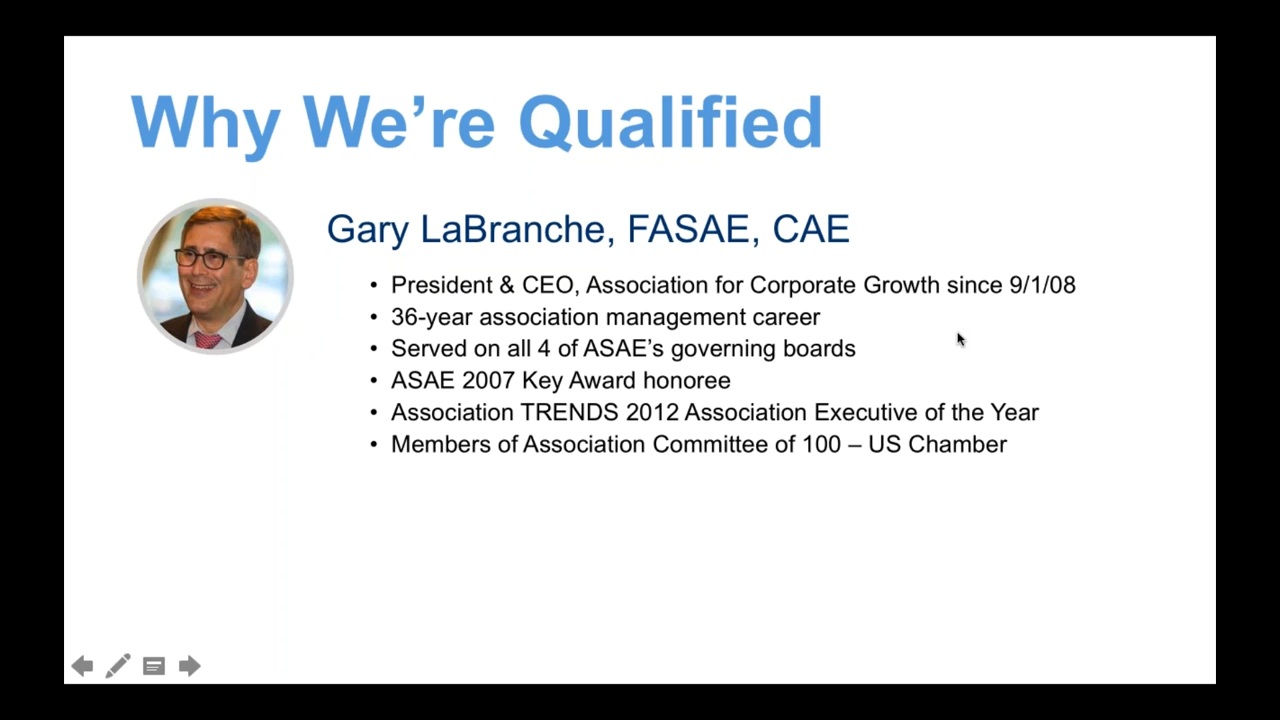 Why We’re Qualified
Gary LaBranche, FASAE, CAE
• President & CEO, Association for Corporate Growth since 9/1/08
• 36-year association management career
• Served on all 4 of ASAE’s governing boards
• ASAE 2007 Key Award honoree
• Association TRENDS 2012 Association Executive of the Year
• Members of Association Committee of 100 – US Chamber